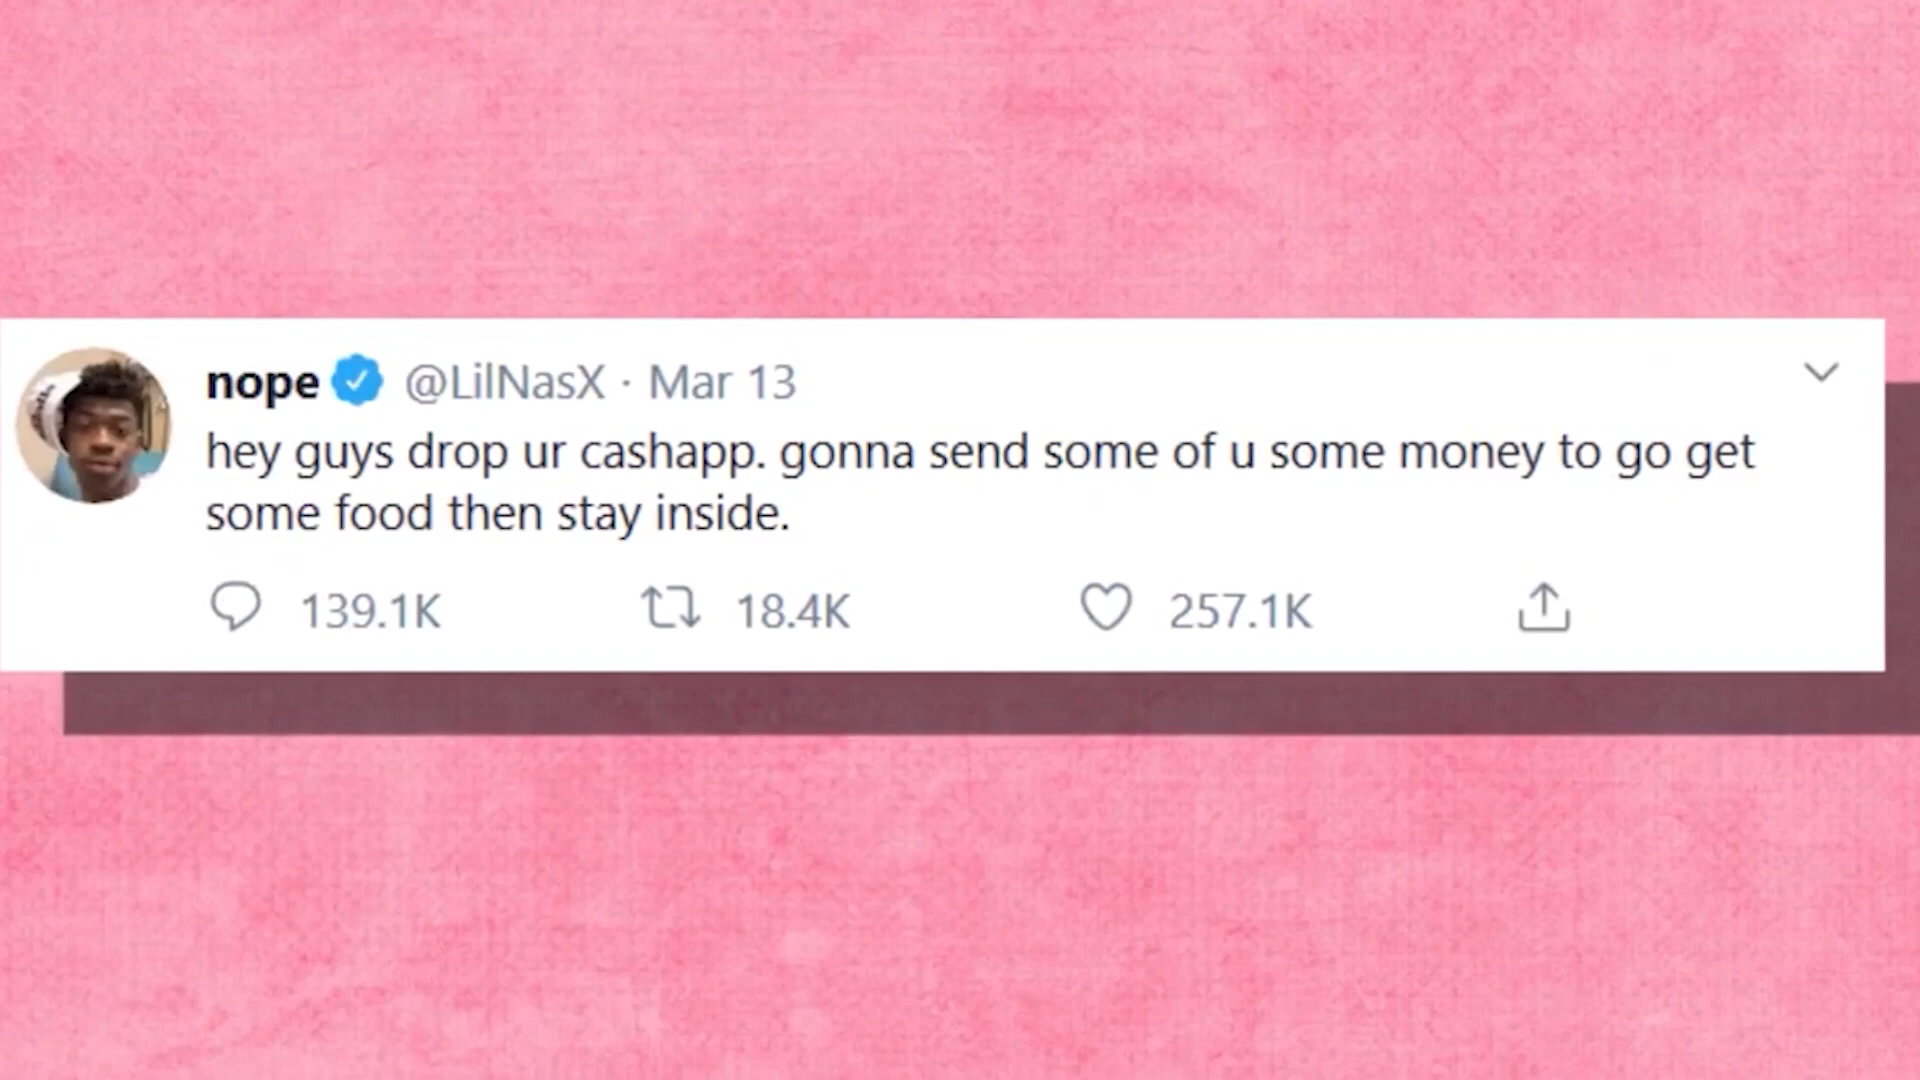 nope @LilNasX · Mar 13
hey guys drop ur cashapp. gonna send some of u some money to go get
some food then stay inside.
139.1K 18.4K 257.1K